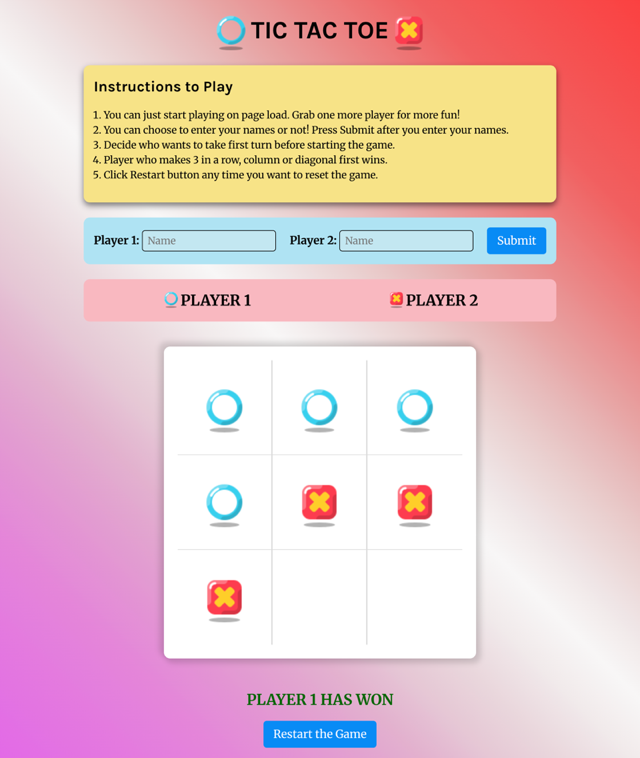 TIC TAC TOE
Instructions to Play
1. You can just start playing on page load. Grab one more player for more fun!
2. You can choose to enter your names or not! Press Submit after you enter your names.
3. Decide who wants to take first turn before starting the game.
4. Player who makes 3 in a row, column or diagonal first wins.
5. Click Restart button any time you want to reset the game.
Player 1: Name Player 2: Name Submit
PLAYER 1 PLAYER 2
PLAYER 1 HAS WON
Restart the Game